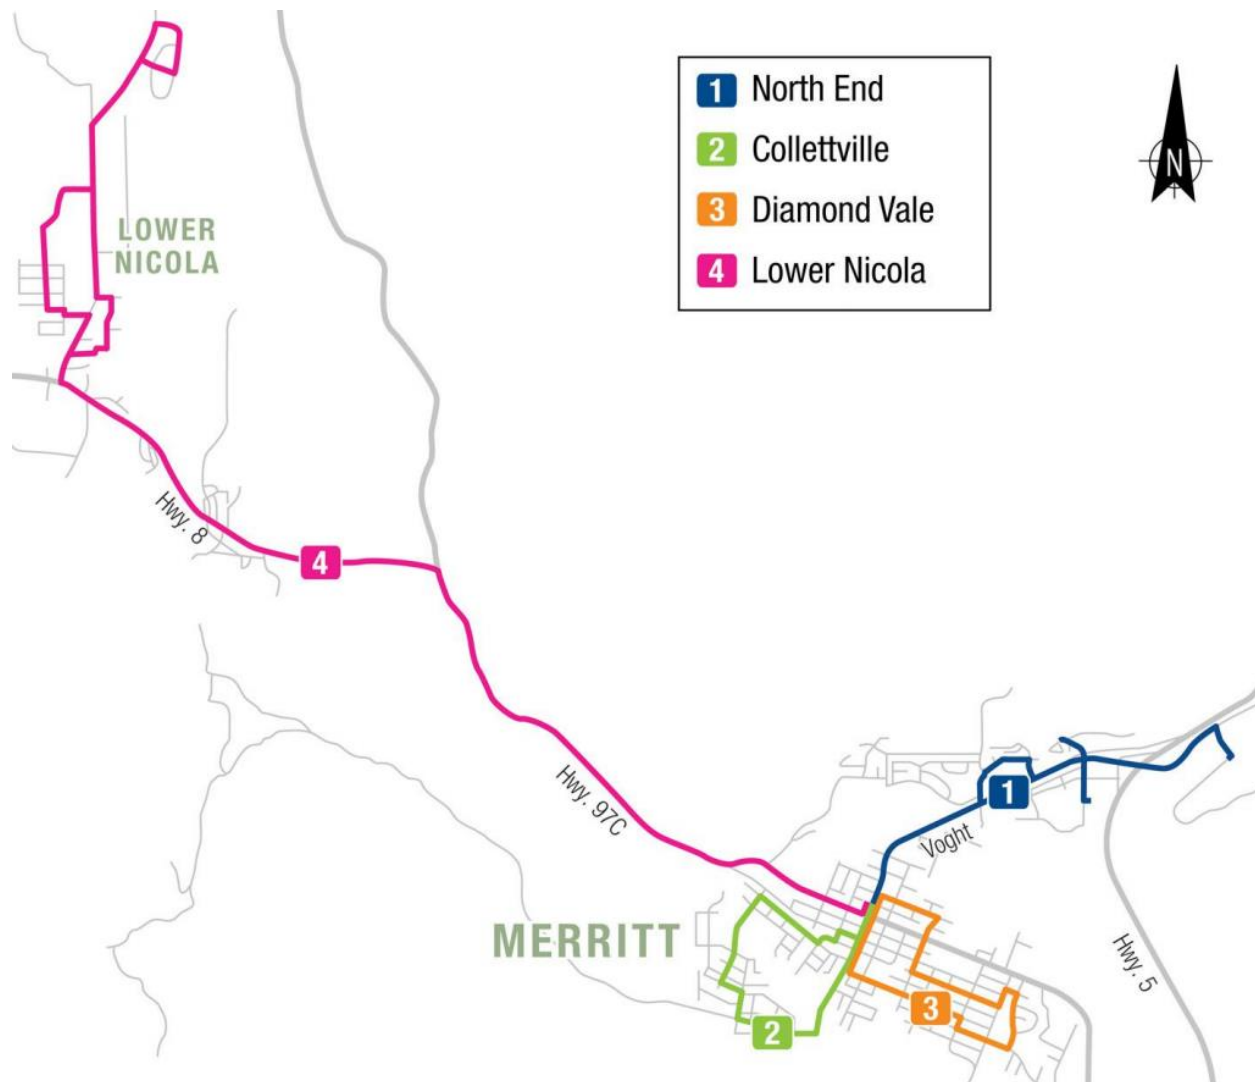 1 North End
2 Collettville
3 Diamond Vale
4 Lower Nicola
N
LOWER
NICOLA
Hwy. 8
4
Hwy. 97C
1
Voght
MERRITT
Hwy. 5
3
2